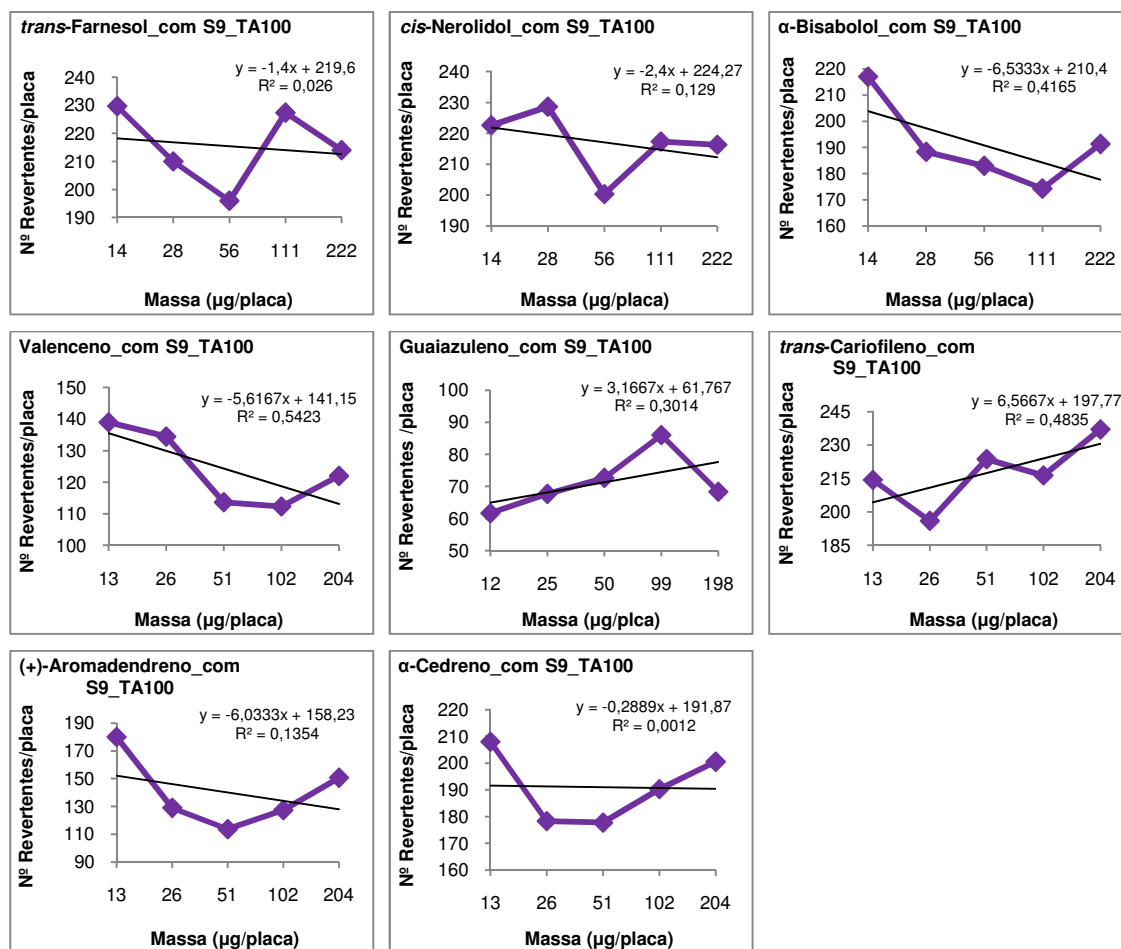 trans-Farnesol_com S9_TA100
y = -1,4x + 219,6
R² = 0,026
Nº Revertentes/placa
240
230
220
210
200
190
14 28 56 111 222
Massa (µg/placa)
cis-Nerolidol_com S9_TA100
y = -2,4x + 224,27
R² = 0,129
Nº Revertentes/placa
240
230
220
210
200
190
14 28 56 111 222
Massa (µg/placa)
α-Bisabolol_com S9_TA100
y = -6,5333x + 210,4
R² = 0,4165
Nº Revertentes/placa
220
210
200
190
180
170
160
14 28 56 111 222
Massa (µg/placa)
Valenceno_com S9_TA100
y = -5,6167x + 141,15
R² = 0,5423
Nº Revertentes/placa
150
140
130
120
110
100
13 26 51 102 204
Massa (µg/placa)
Guaiazuleno_com S9_TA100
y = 3,1667x + 61,767
R² = 0,3014
Nº Revertentes /placa
100
90
80
70
60
50
12 25 50 99 198
Massa (µg/plca)
trans-Cariofileno_com
S9_TA100
y = 6,5667x + 197,77
R² = 0,4835
Nº Revertentes/placa
245
230
215
200
185
13 26 51 102 204
Massa (µg/placa)
(+)-Aromadendreno_com
S9_TA100
y = -6,0333x + 158,23
R² = 0,1354
Nº Revertentes/placa
190
170
150
130
110
90
13 26 51 102 204
Massa (µg/placa)
α-Cedreno_com S9_TA100
y = -0,2889x + 191,87
R² = 0,0012
Nº Revertentes/placa
220
210
200
190
180
170
160
13 26 51 102 204
Massa (µg/placa)